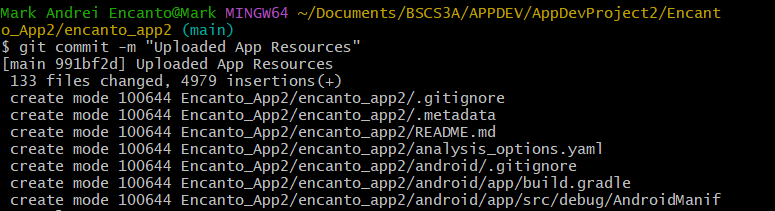 Mark Andrei Encanto@Mark MINGW64 ~/Documents/BSCS3A/APPDEV/AppDevProject2/Encant
o_App2/encanto_app2 (main)
$ git commit -m "Uploaded App Resources"
[main 991bf2d] Uploaded App Resources
 133 files changed, 4979 insertions(+)
 create mode 100644 Encanto_App2/encanto_app2/.gitignore
 create mode 100644 Encanto_App2/encanto_app2/.metadata
 create mode 100644 Encanto_App2/encanto_app2/README.md
 create mode 100644 Encanto_App2/encanto_app2/analysis_options.yaml
 create mode 100644 Encanto_App2/encanto_app2/android/.gitignore
 create mode 100644 Encanto_App2/encanto_app2/android/app/build.gradle
 create mode 100644 Encanto_App2/encanto_app2/android/app/src/debug/AndroidManif